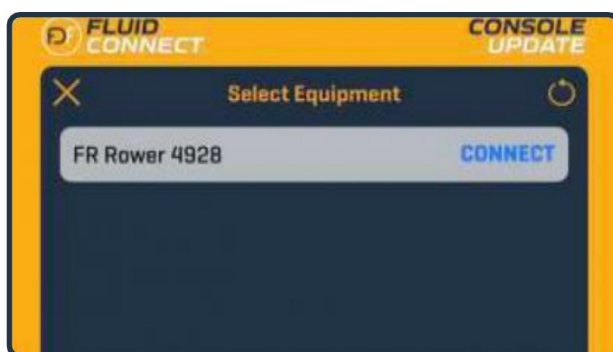 FLUID
CONNECT
CONSOLE
UPDATE
Select Equipment
FR Rower 4928
CONNECT